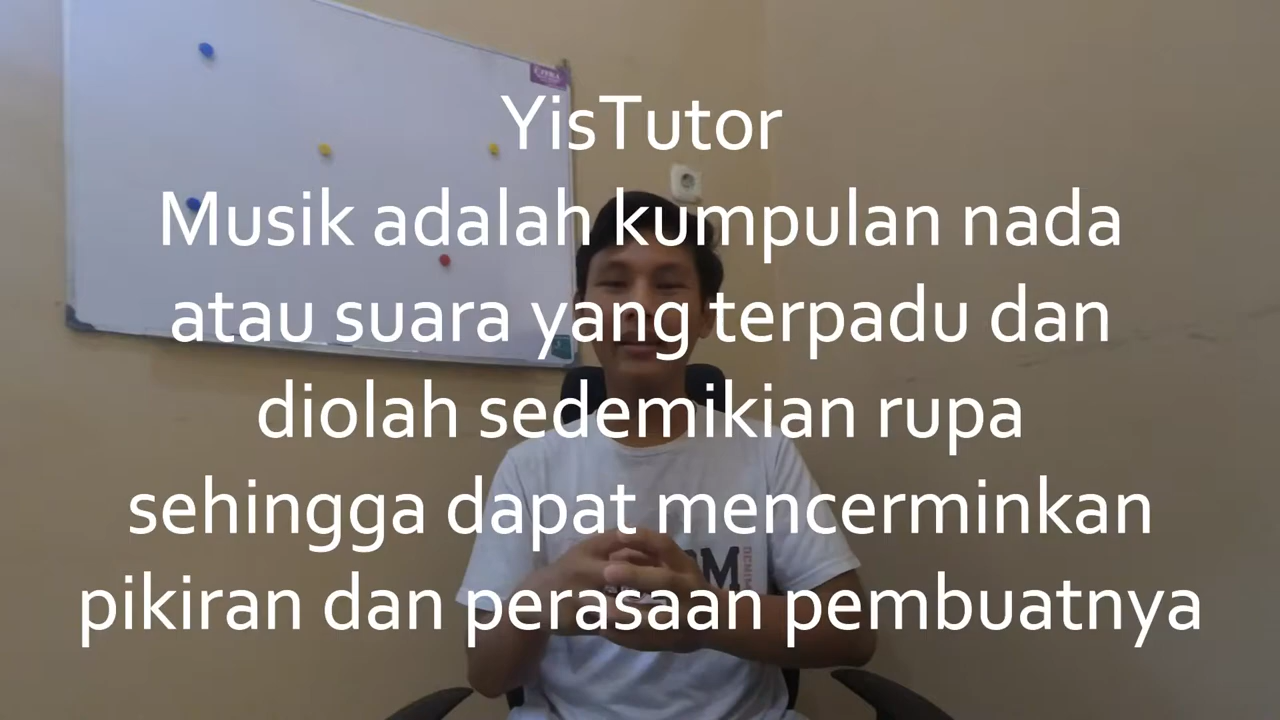 YisTutor
Musik adalah kumpulan nada
atau suara yang terpadu dan
diolah sedemikian rupa
sehingga dapat mencerminkan
pikiran dan perasaan pembuatnya